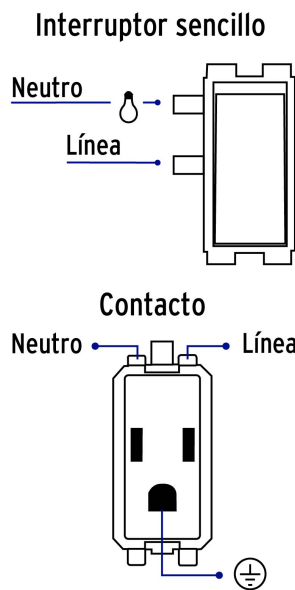 Interruptor sencillo
Neutro
Línea
Contacto
Neutro Línea